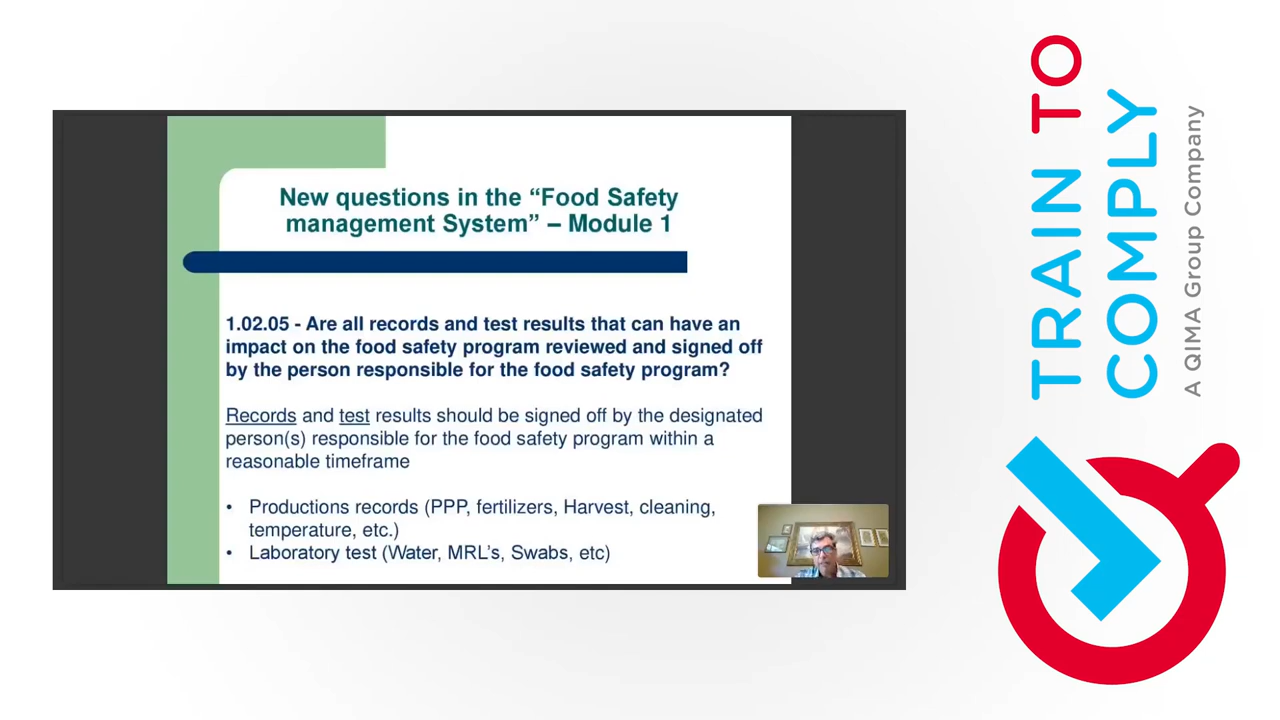 New questions in the “Food Safety
management System” – Module 1
1.02.05 - Are all records and test results that can have an
impact on the food safety program reviewed and signed off
by the person responsible for the food safety program?
Records and test results should be signed off by the designated
person(s) responsible for the food safety program within a
reasonable timeframe
• Productions records (PPP, fertilizers, Harvest, cleaning,
temperature, etc.)
• Laboratory test (Water, MRL’s, Swabs, etc)
TRAIN TO
COMPLY
A QIMA Group Company